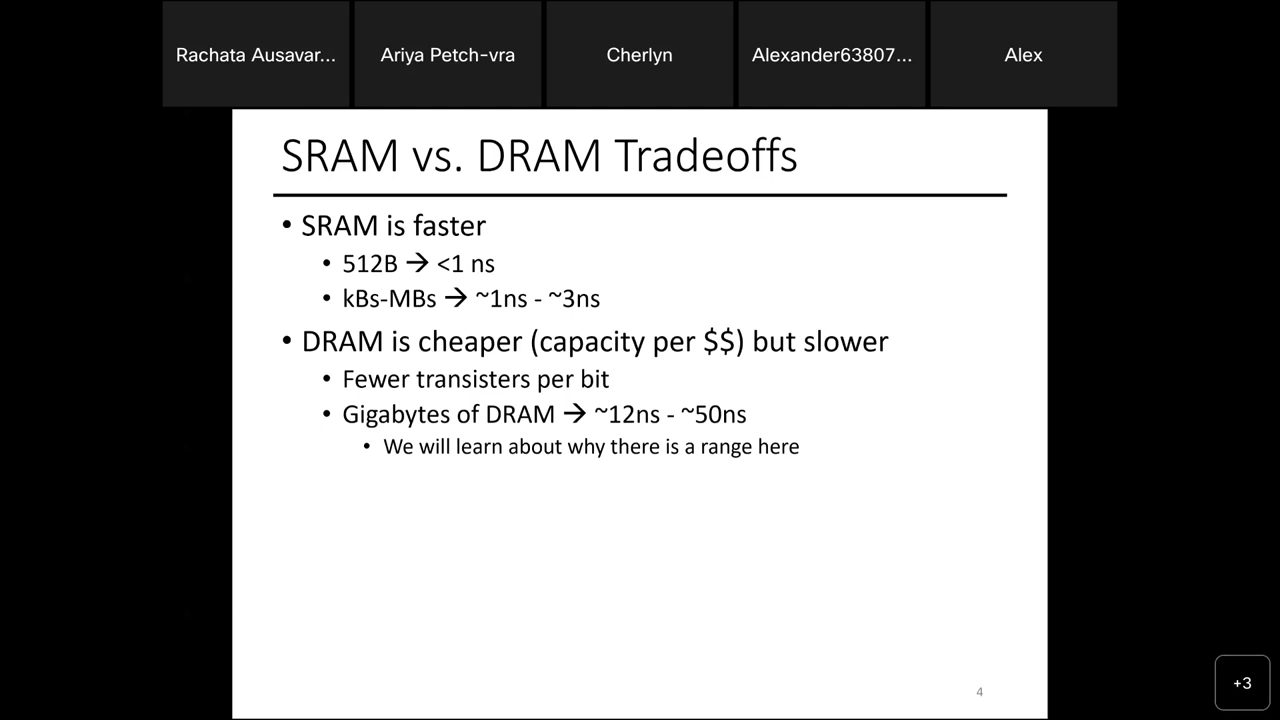 Rachata Ausavar...
Ariya Petch-vra
Cherlyn
Alexander63807...
Alex
SRAM vs. DRAM Tradeoffs
• SRAM is faster
• 512B → <1 ns
• kBs-MBs → ~1ns - ~3ns
• DRAM is cheaper (capacity per $$) but slower
• Fewer transisters per bit
• Gigabytes of DRAM → ~12ns - ~50ns
• We will learn about why there is a range here
4
+3